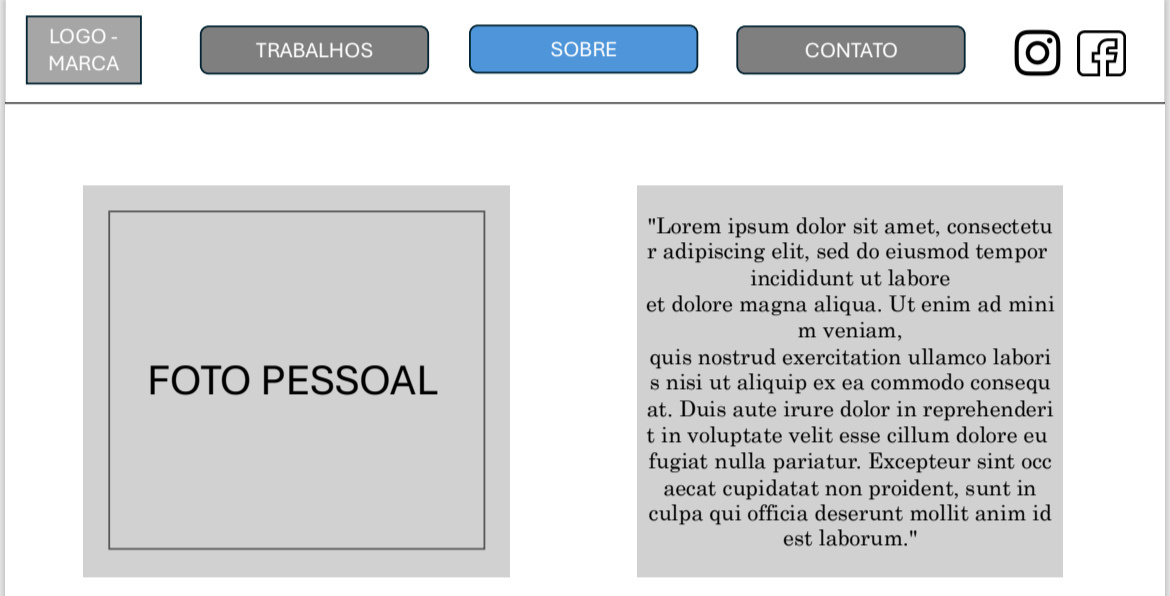 LOGO -
MARCA
TRABALHOS
SOBRE
CONTATO
FOTO PESSOAL
"Lorem ipsum dolor sit amet, consectetu
r adipiscing elit, sed do eiusmod tempor
incididunt ut labore
et dolore magna aliqua. Ut enim ad mini
m veniam,
quis nostrud exercitation ullamco labori
s nisi ut aliquip ex ea commodo consequ
at. Duis aute irure dolor in reprehenderi
t in voluptate velit esse cillum dolore eu
fugiat nulla pariatur. Excepteur sint occ
aecat cupidatat non proident, sunt in
culpa qui officia deserunt mollit anim id
est laborum."